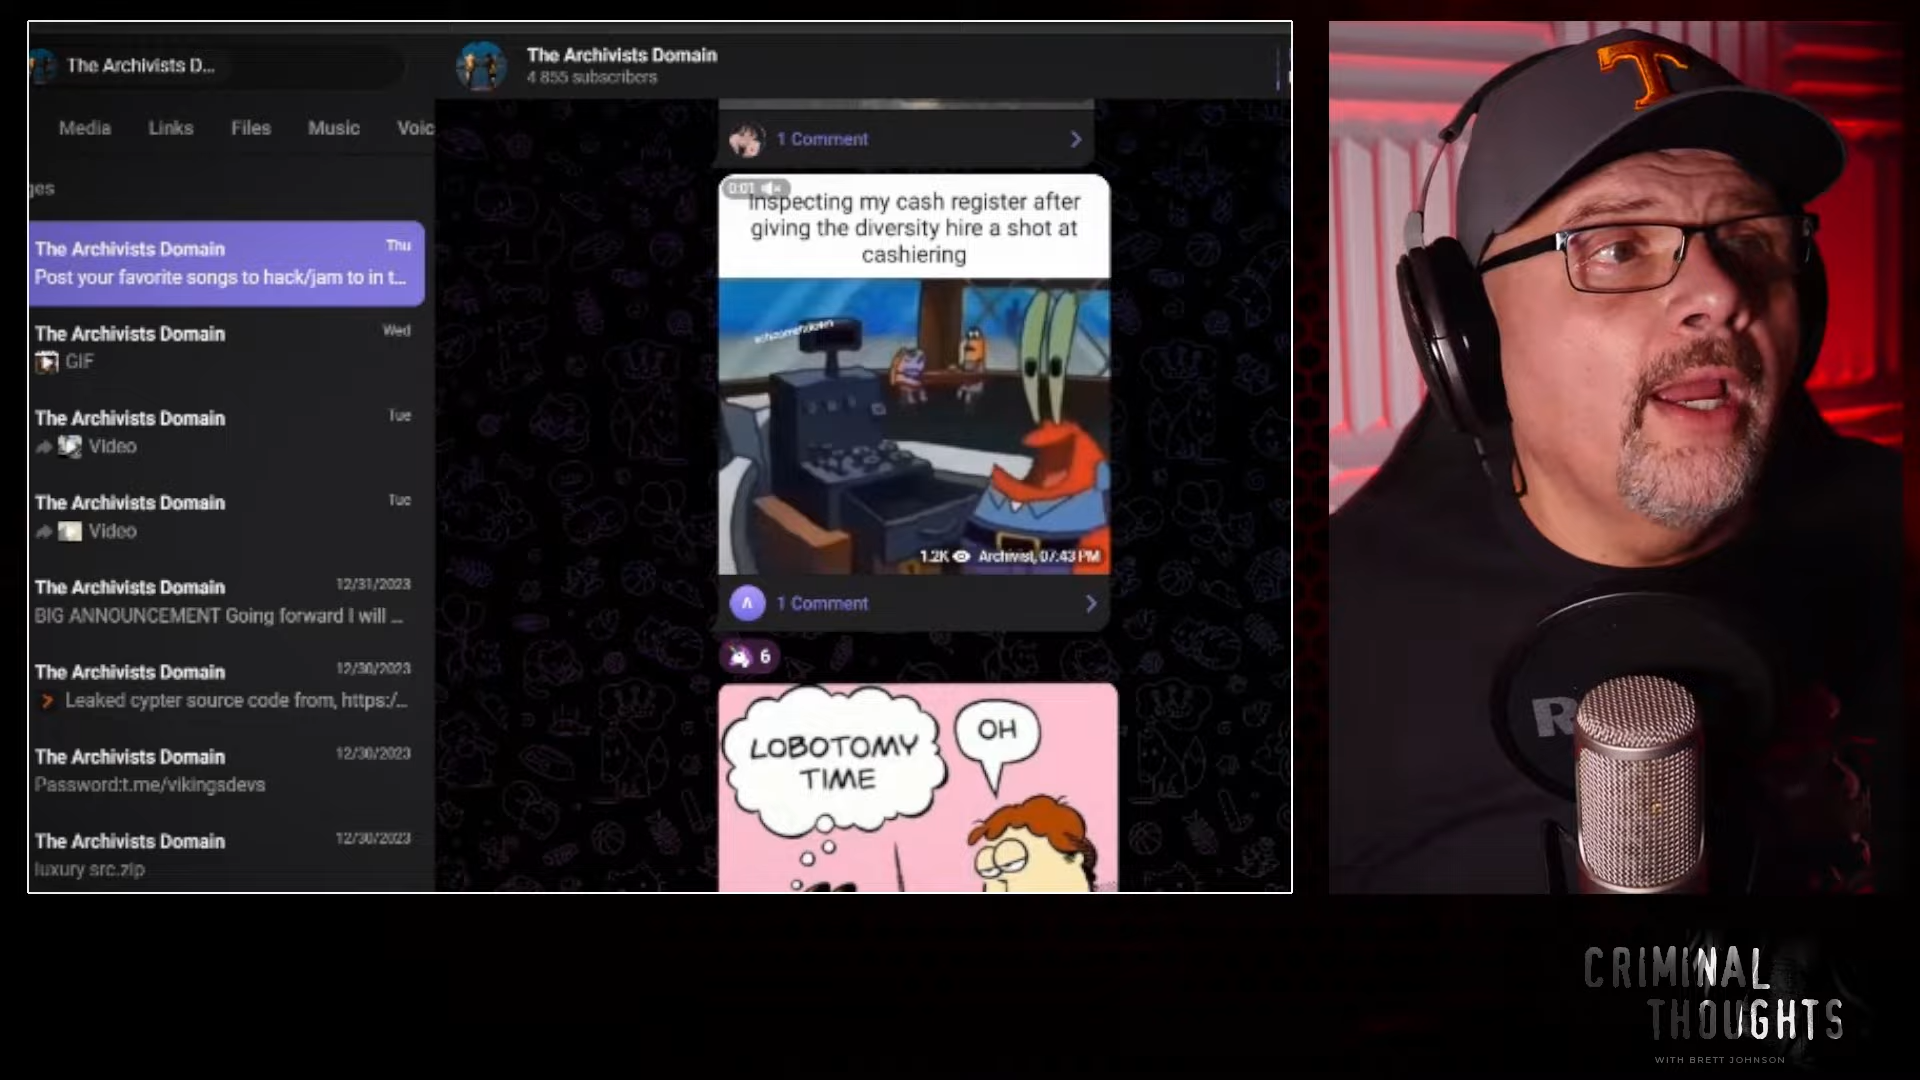 The Archivists D...
Media Links Files Music Voic
ges
The Archivists Domain Thu
Post your favorite songs to hack/jam to in t...
The Archivists Domain Wed
GIF
The Archivists Domain Tue
Video
The Archivists Domain Tue
Video
The Archivists Domain 12/31/2023
BIG ANNOUNCEMENT Going forward I will ...
The Archivists Domain 12/30/2023
Leaked cypter source code from, https:/...
The Archivists Domain 12/30/2023
Password:t.me/vikingsdevs
The Archivists Domain 12/30/2023
luxury src.zip
The Archivists Domain
4 855 subscribers
1 Comment
0:01
Inspecting my cash register after
giving the diversity hire a shot at
cashiering
1.2K Archivist, 07:43 PM
A 1 Comment
6
LOBOTOMY
TIME
OH
T
R
CRIMINAL
THOUGHTS
WITH BRETT JOHNSON